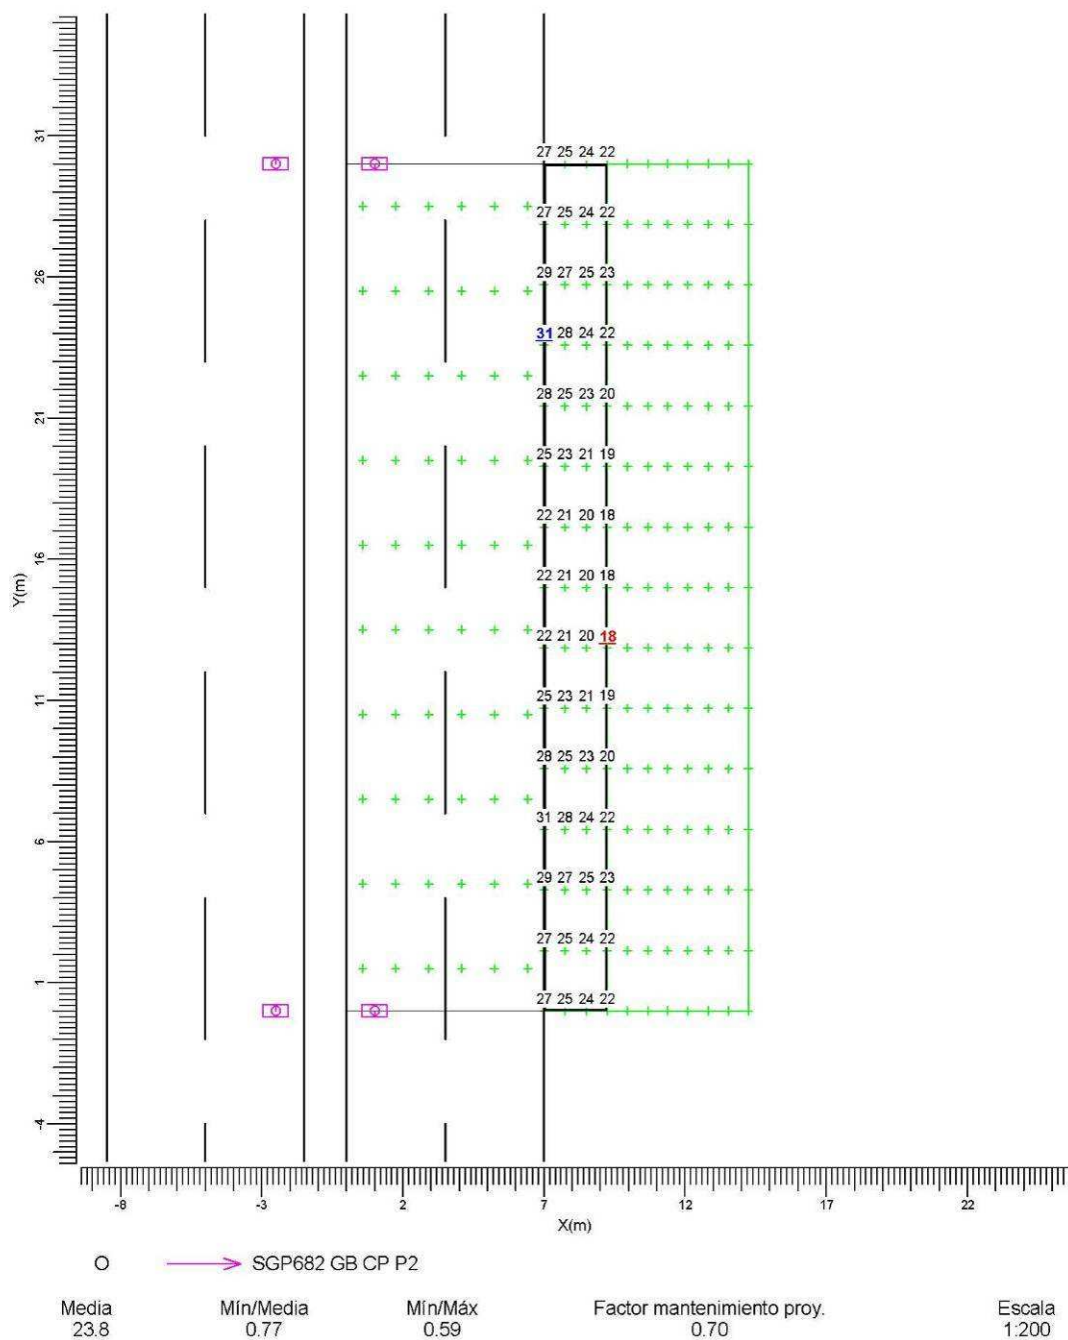 31
27 25 24 22
27 25 24 22
26
29 27 25 23
31 28 24 22
21
28 25 23 20
25 23 21 19
22 21 20 18
16
22 21 20 18
Y(m)
22 21 20 18
11
25 23 21 19
28 25 23 20
31 28 24 22
6
29 27 25 23
27 25 24 22
1
27 25 24 22
-4
-8 -3 2 7 12 17 22
X(m)
SGP682 GB CP P2
Media Mín/Media Mín/Máx Factor mantenimiento proy. Escala
23.8 0.77 0.59 0.70 1:200